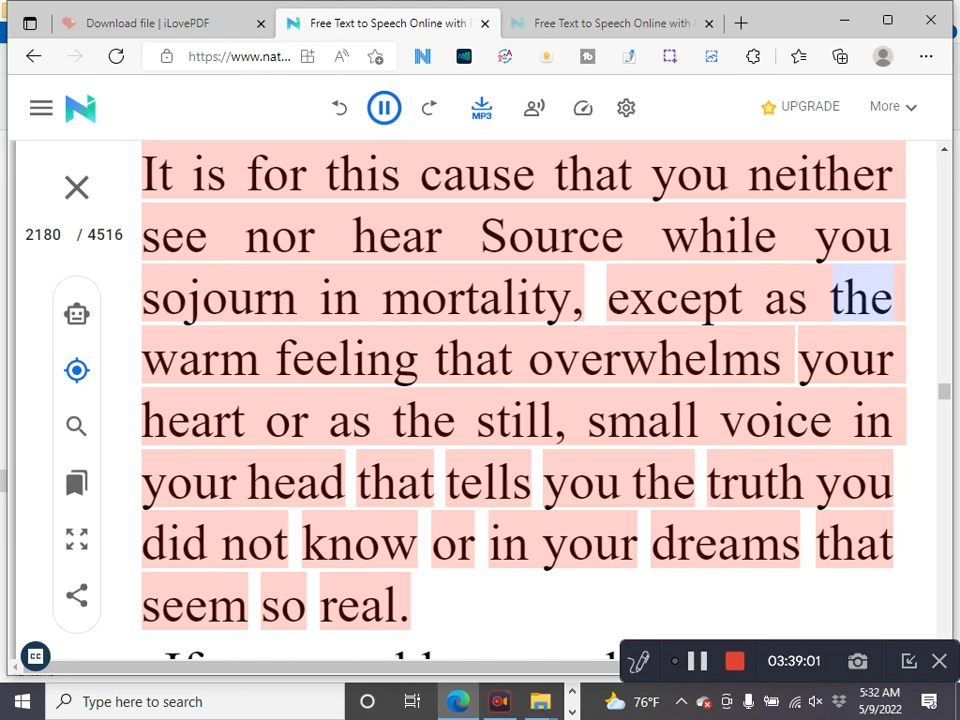 Download file | iLovePDF
Free Text to Speech Online with
Free Text to Speech Online with
https://www.nat...
MP3
UPGRADE
More
2180 / 4516
It is for this cause that you neither
see nor hear Source while you
sojourn in mortality, except as the
warm feeling that overwhelms your
heart or as the still, small voice in
your head that tells you the truth you
did not know or in your dreams that
seem so real.
CC
03:39:01
Type here to search
76°F
5:32 AM
5/9/2022